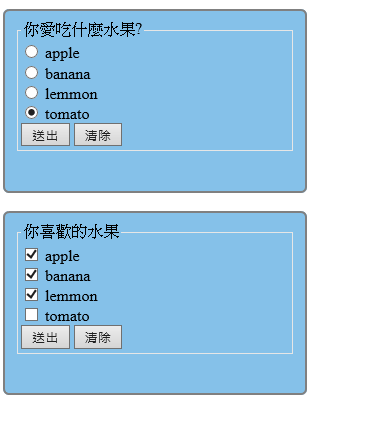 你愛吃什麼水果?
apple
banana
lemmon
tomato
送出 清除
你喜歡的水果
apple
banana
lemmon
tomato
送出 清除